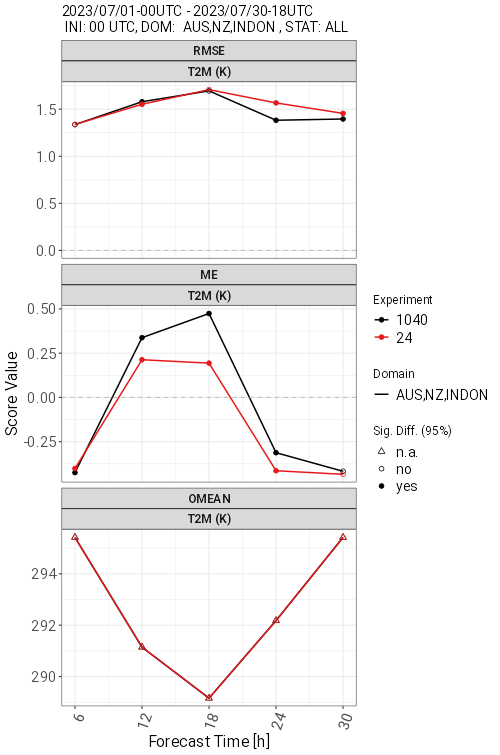 2023/07/01-00UTC - 2023/07/30-18UTC
INI: 00 UTC, DOM:  AUS,NZ,INDON , STAT: ALL
RMSE
T2M (K)
1.5
1.0
0.5
0.0
ME
T2M (K)
0.50
0.25
0.00
-0.25
Score Value
OMEAN
T2M (K)
294
292
290
6
12
18
24
30
Forecast Time [h]
Experiment
1040
24
Domain
AUS,NZ,INDON
Sig. Diff. (95%)
n.a.
no
yes